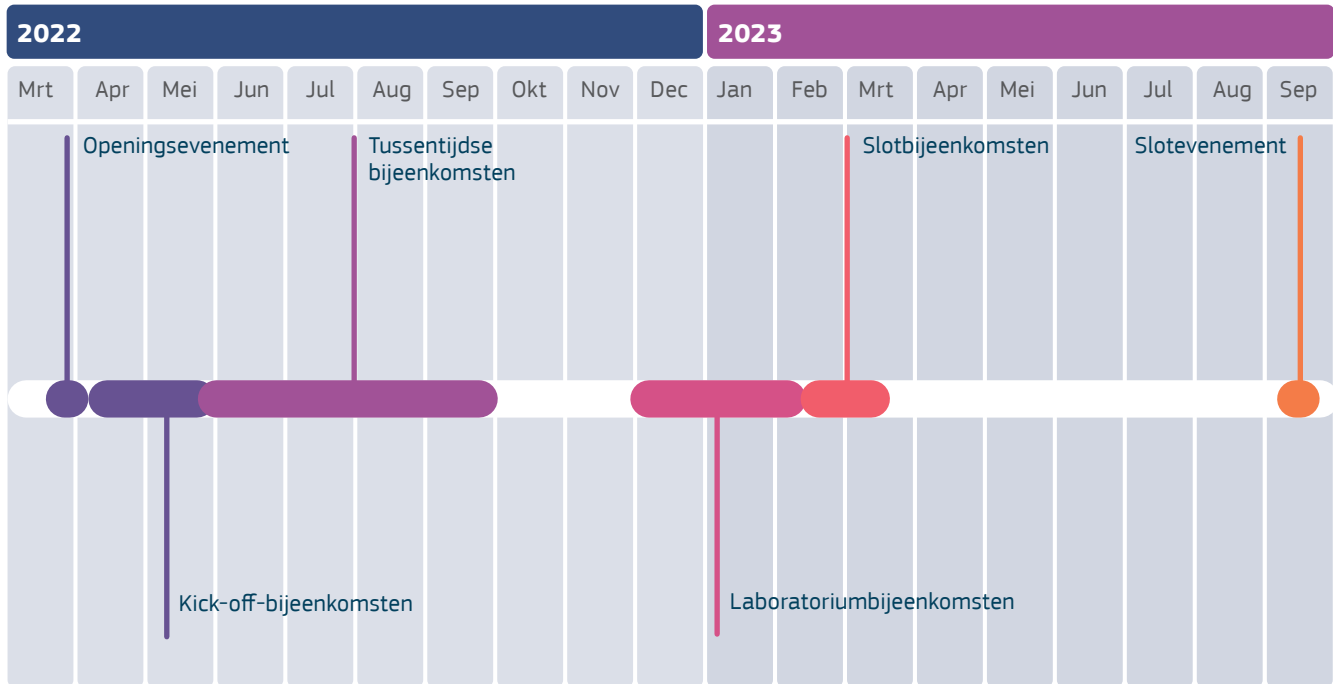 2022
2023
Mrt Apr Mei Jun Jul Aug Sep Okt Nov Dec Jan Feb Mrt Apr Mei Jun Jul Aug Sep
Openingsevenement
Tussentijdse
bijeenkomsten
Slotbijeenkomsten
Slotevenement
Kick-off-bijeenkomsten
Laboratoriumbijeenkomsten